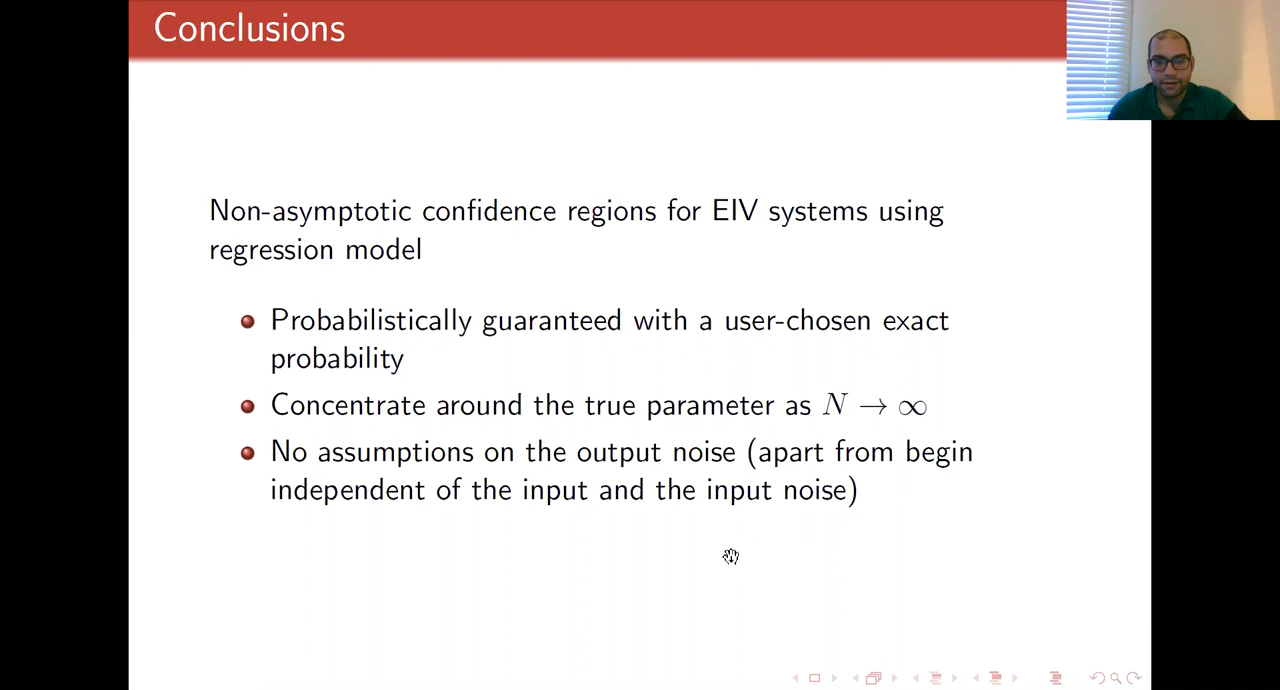 Conclusions
Non-asymptotic confidence regions for EIV systems using
regression model
Probabilistically guaranteed with a user-chosen exact
probability
Concentrate around the true parameter as N → ∞
No assumptions on the output noise (apart from begin
independent of the input and the input noise)